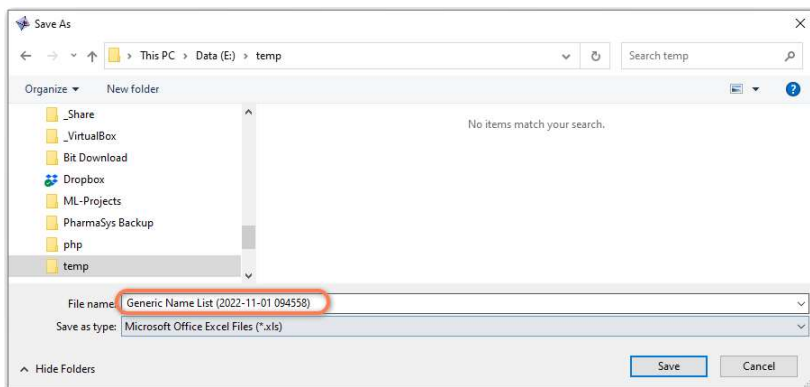 Save As
This PC > Data (E:) > temp
Search temp
Organize
New folder
_Share
_VirtualBox
Bit Download
Dropbox
ML-Projects
PharmaSys Backup
php
temp
No items match your search.
File name: Generic Name List (2022-11-01 094558)
Save as type: Microsoft Office Excel Files (*.xls)
Hide Folders
Save
Cancel